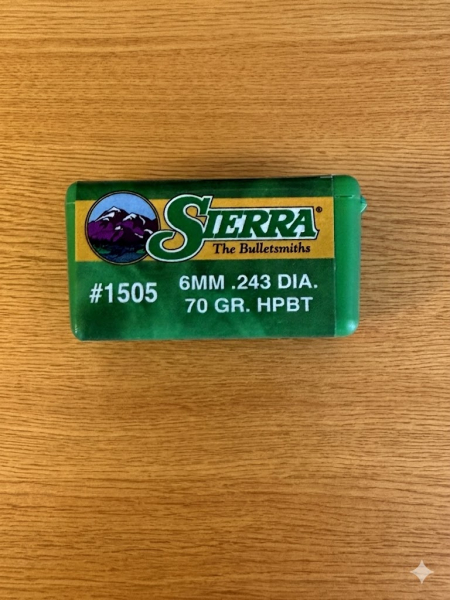 SIERRA®
The Bulletsmiths
#1505
6MM .243 DIA.
70 GR. HPBT